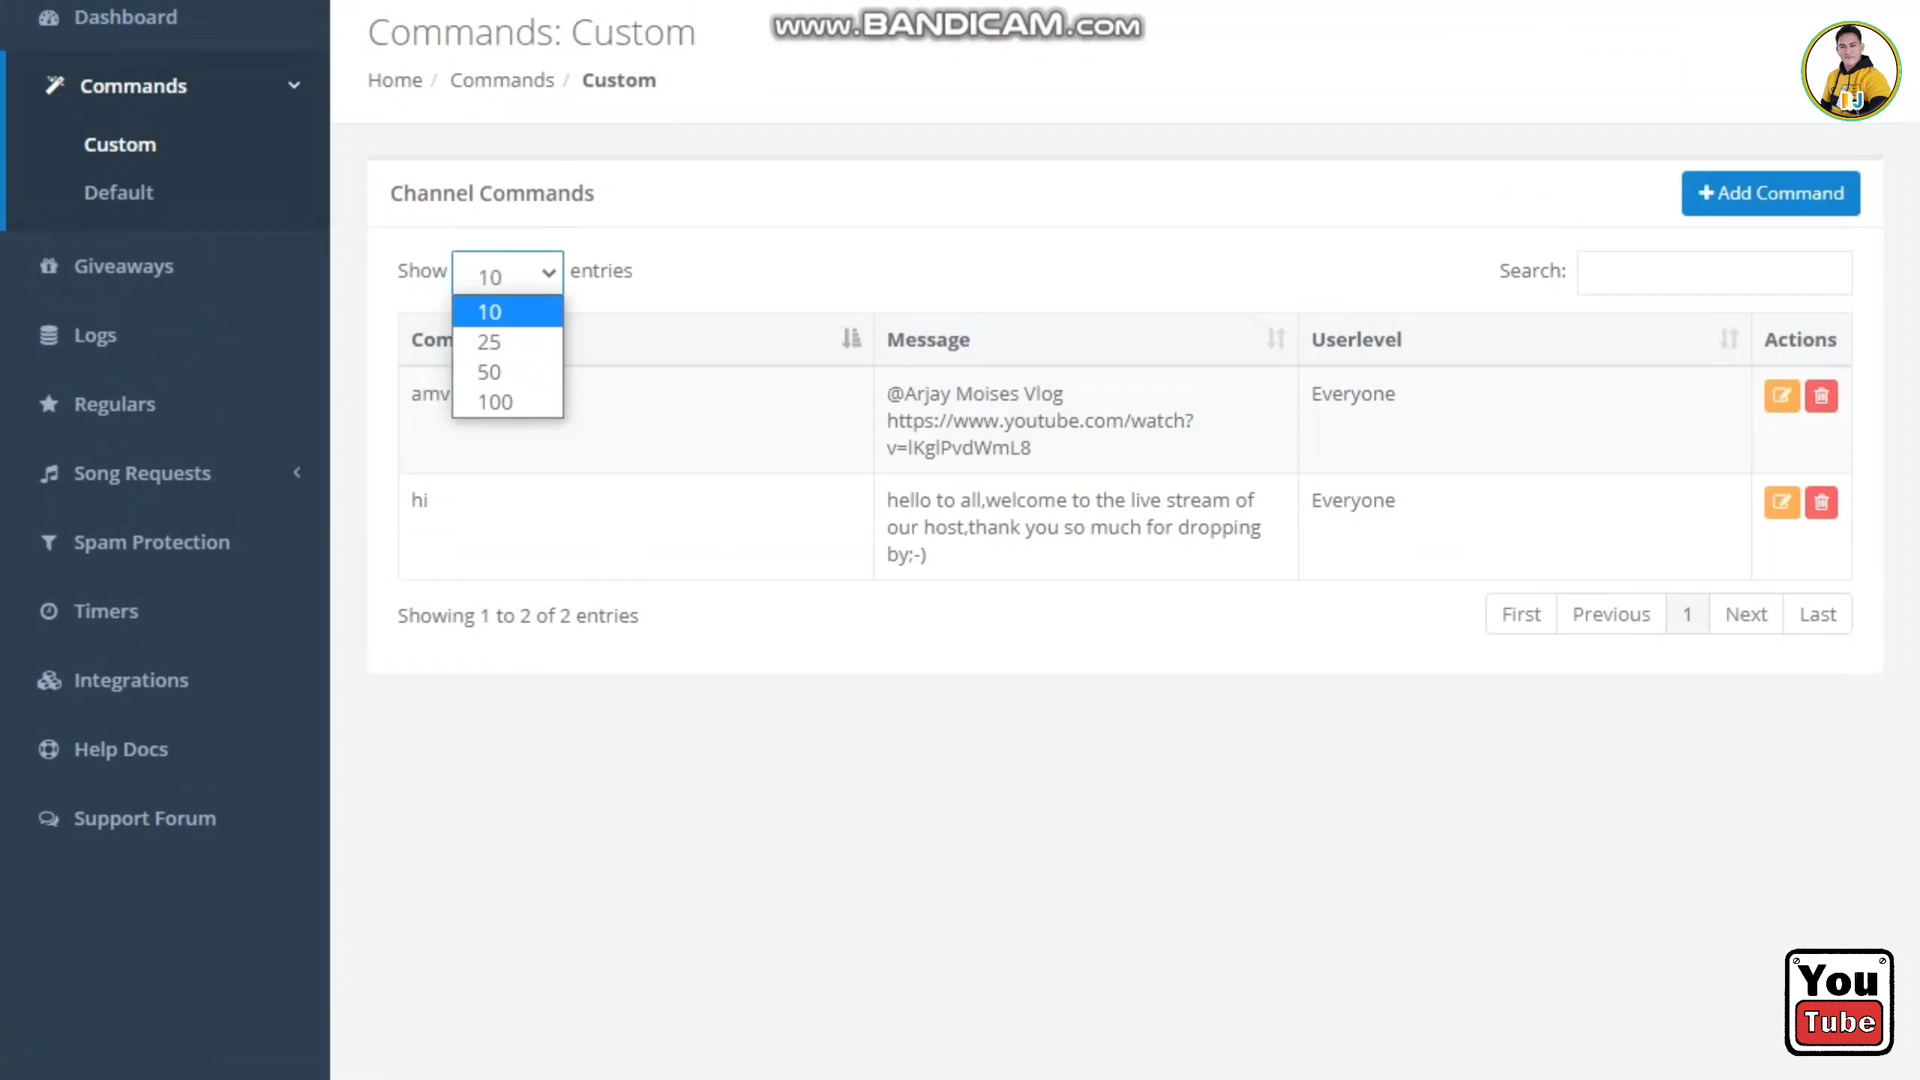 Dashboard
Commands: Custom
www.BANDICAM.com
Home / Commands / Custom
Commands
Custom
Default
Giveaways
Logs
Regulars
Song Requests
Spam Protection
Timers
Integrations
Help Docs
Support Forum
Channel Commands
Add Command
Show 10 entries
Search:
10
25
50
100
Com
Message
Userlevel
Actions
amv
@Arjay Moises Vlog
https://www.youtube.com/watch?
v=lKglPvdWmL8
Everyone
hi
hello to all,welcome to the live stream of
our host,thank you so much for dropping
by;-)
Everyone
Showing 1 to 2 of 2 entries
First Previous 1 Next Last
You
Tube